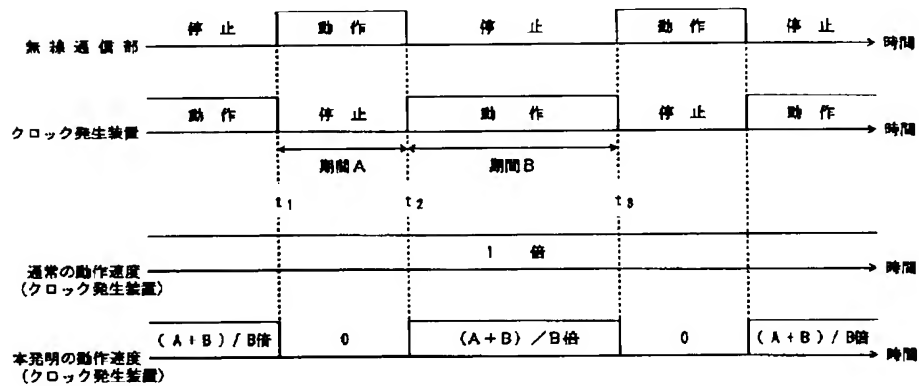 停 止 動 作 停 止 動 作 停 止
無 線 通 信 部 時間
動 作 停 止 動 作 停 止 動 作
クロック発生装置 時間
期間A 期間B
t 1 t 2 t 3
1 倍
通常の動作速度 時間
(クロック発生装置)
(A+B)/B倍 0 (A+B)/B倍 0 (A+B)/B倍
本発明の動作速度 時間
(クロック発生装置)